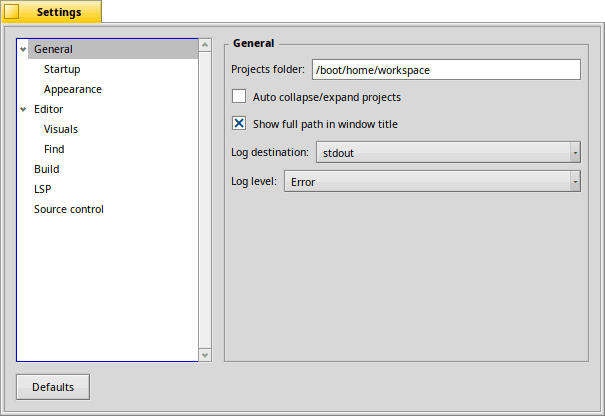 Settings
General
Startup
Appearance
Editor
Visuals
Find
Build
LSP
Source control
General
Projects folder: /boot/home/workspace
Auto collapse/expand projects
Show full path in window title
Log destination: stdout
Log level: Error
Defaults